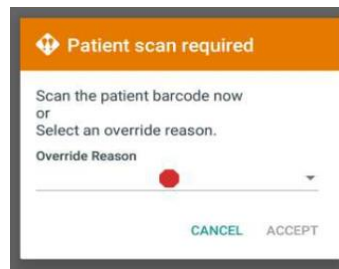 Patient scan required
Scan the patient barcode now
or
Select an override reason.
Override Reason
CANCEL ACCEPT